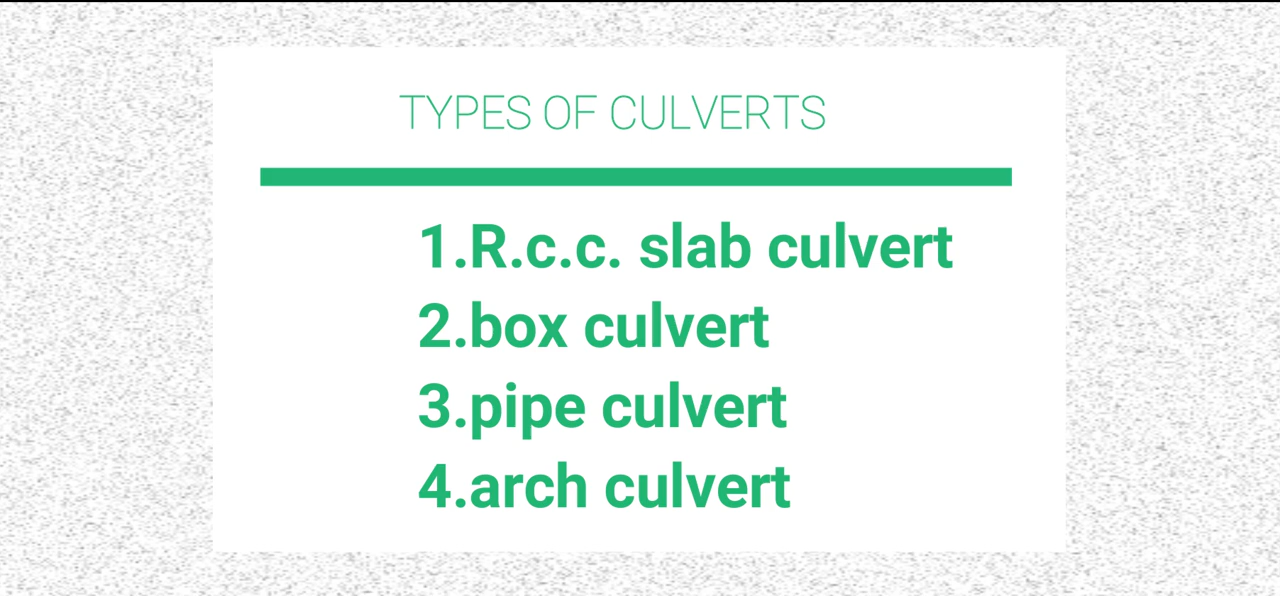 TYPES OF CULVERTS
1.R.c.c. slab culvert
2.box culvert
3.pipe culvert
4.arch culvert